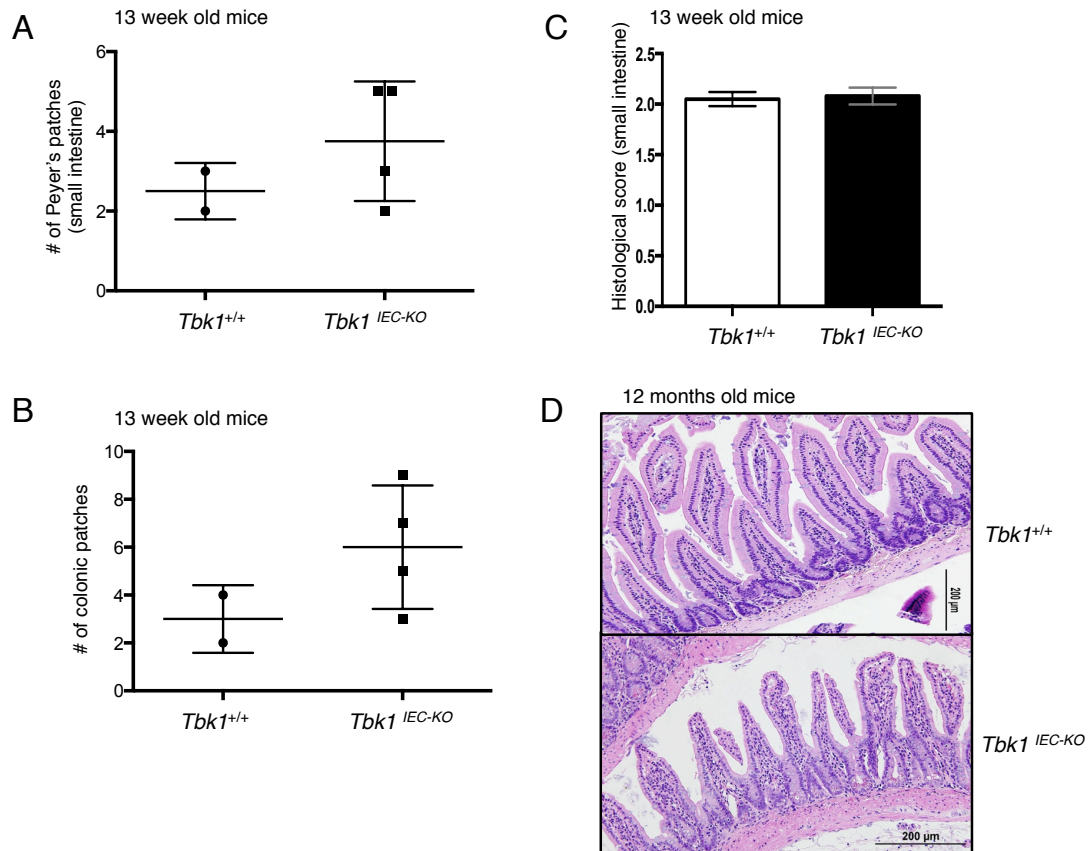 A
13 week old mice
# of Peyer's patches
(small intestine)
6
4
2
0
Tbk1+/+
Tbk1 IEC-KO
B
13 week old mice
# of colonic patches
10
8
6
4
2
0
Tbk1+/+
Tbk1 IEC-KO
C
13 week old mice
Histological score (small intestine)
2.5
2.0
1.5
1.0
0.5
0.0
Tbk1+/+
Tbk1 IEC-KO
D
12 months old mice
Tbk1+/+
200 µm
Tbk1 IEC-KO
200 µm